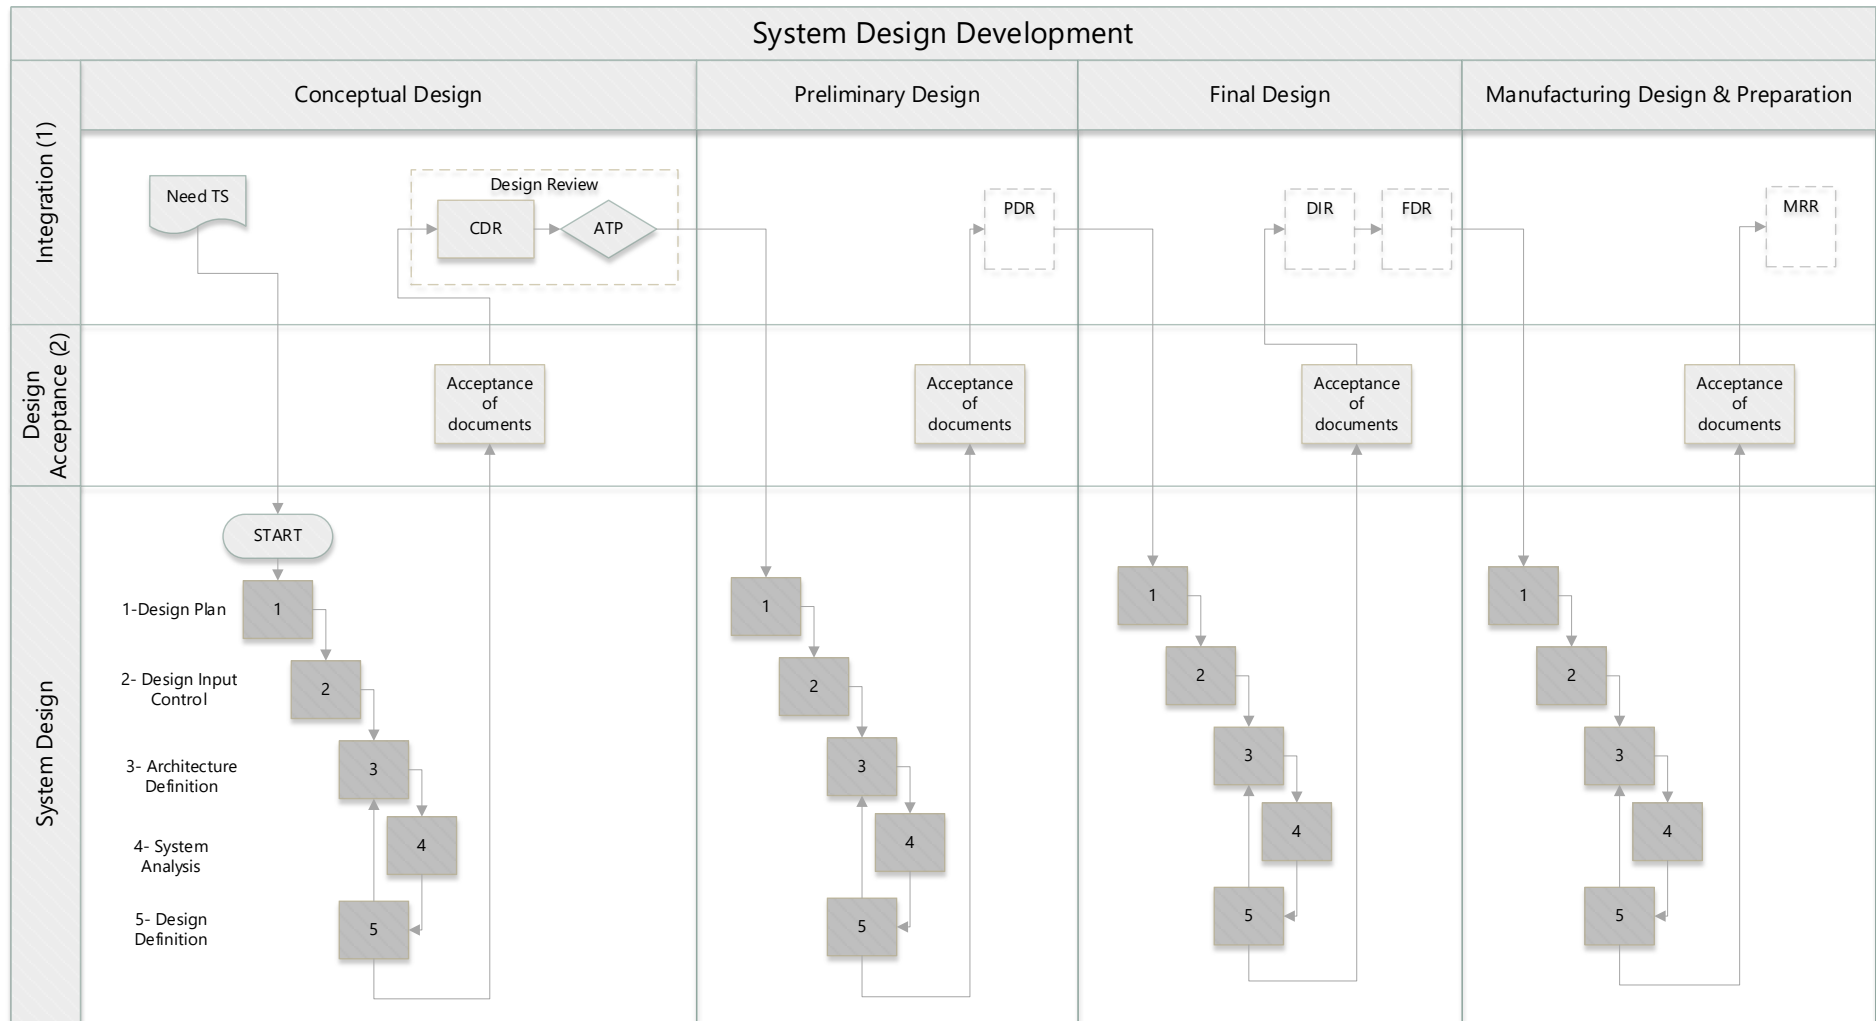 System Design Development
Conceptual Design
Preliminary Design
Final Design
Manufacturing Design & Preparation
Integration (1)
Need TS
Design Review
CDR
ATP
PDR
DIR
FDR
MRR
Design
Acceptance (2)
Acceptance
of
documents
Acceptance
of
documents
Acceptance
of
documents
Acceptance
of
documents
System Design
START
1-Design Plan
1
2- Design Input
Control
2
3- Architecture
Definition
3
4- System
Analysis
4
5- Design
Definition
5
1
2
3
4
5
1
2
3
4
5
1
2
3
4
5